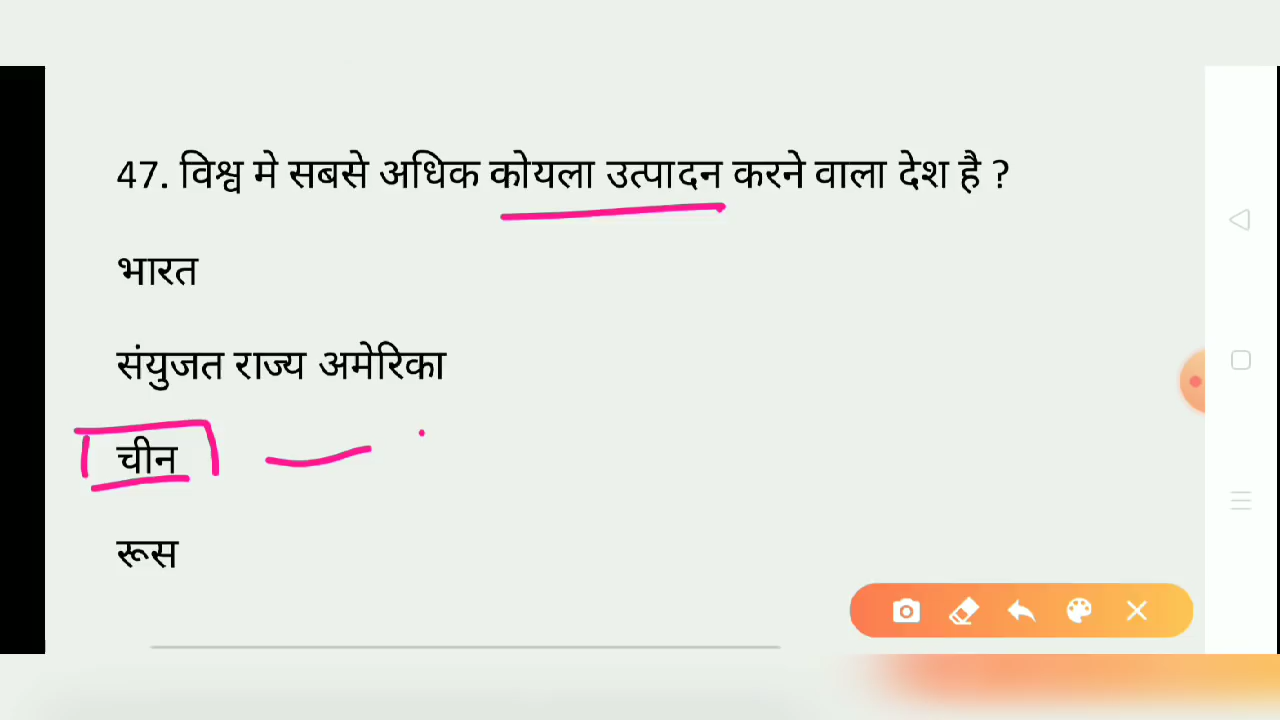 47. विश्व मे सबसे अधिक कोयला उत्पादन करने वाला देश है ?
भारत
संयुजत राज्य अमेरिका
चीन
रूस